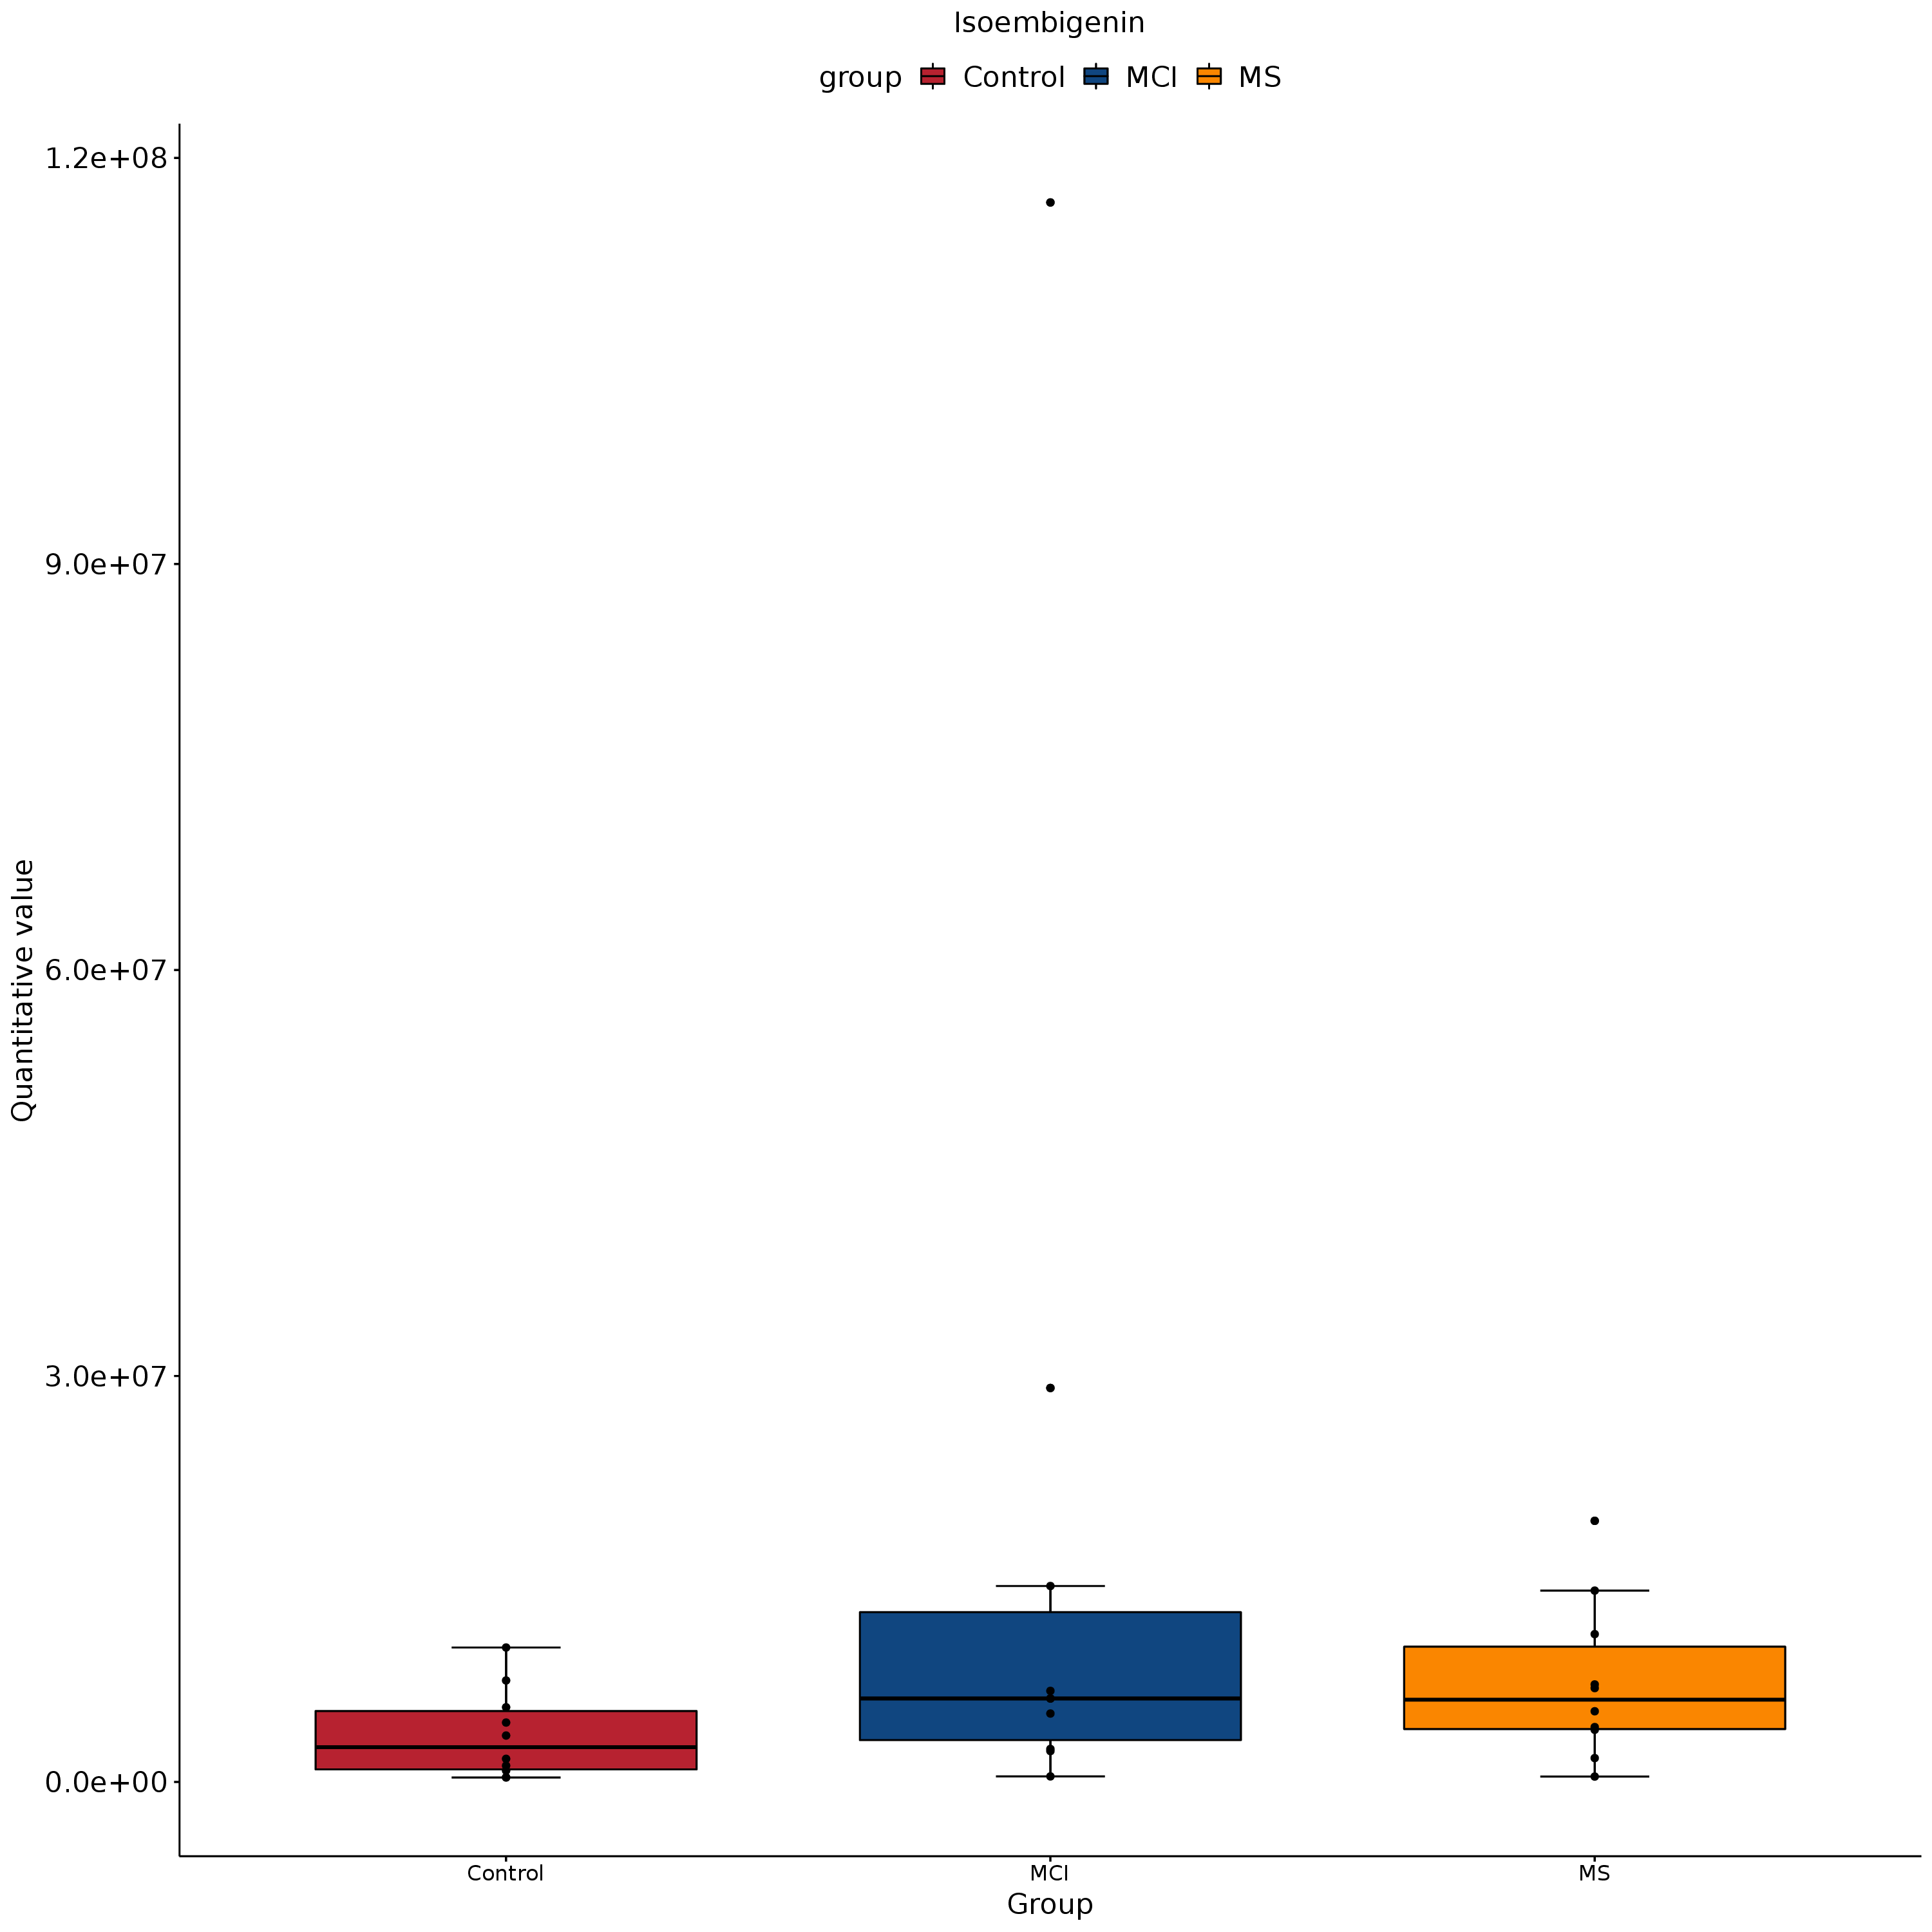 Isoembigenin
group Control MCI MS
1.2e+08
9.0e+07
6.0e+07
3.0e+07
0.0e+00
Quantitative value
Control MCI MS
Group